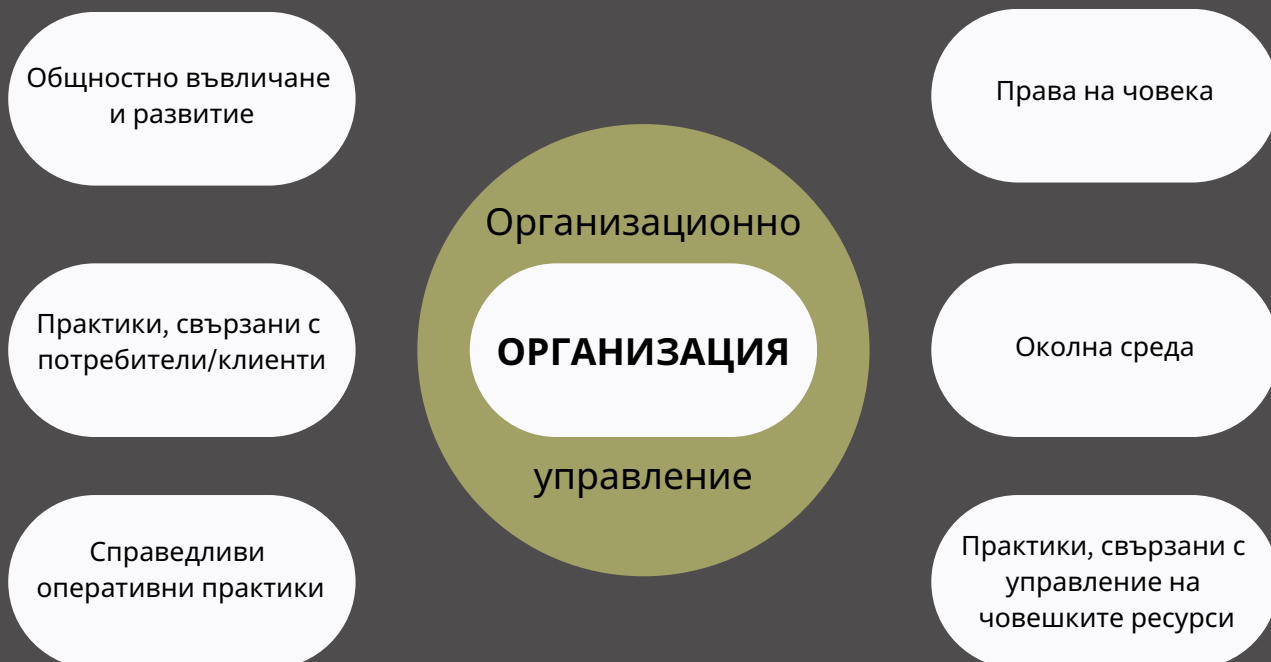 Общностно въвличане
и развитие
Права на човека
Организационно
ОРГАНИЗАЦИЯ
управление
Практики, свързани с
потребители/клиенти
Околна среда
Справедливи
оперативни практики
Практики, свързани с
управление на
човешките ресурси